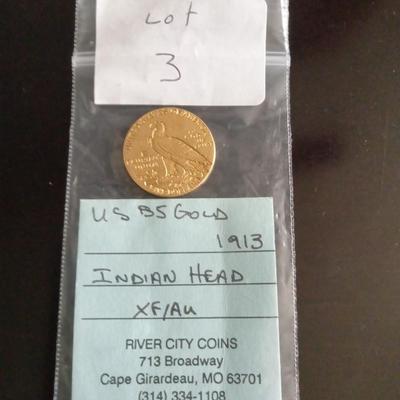 Lot
3
US $5 GOLD
1913
INDIAN HEAD
XF/AU
RIVER CITY COINS
713 Broadway
Cape Girardeau, MO 63701
(314) 334-1108